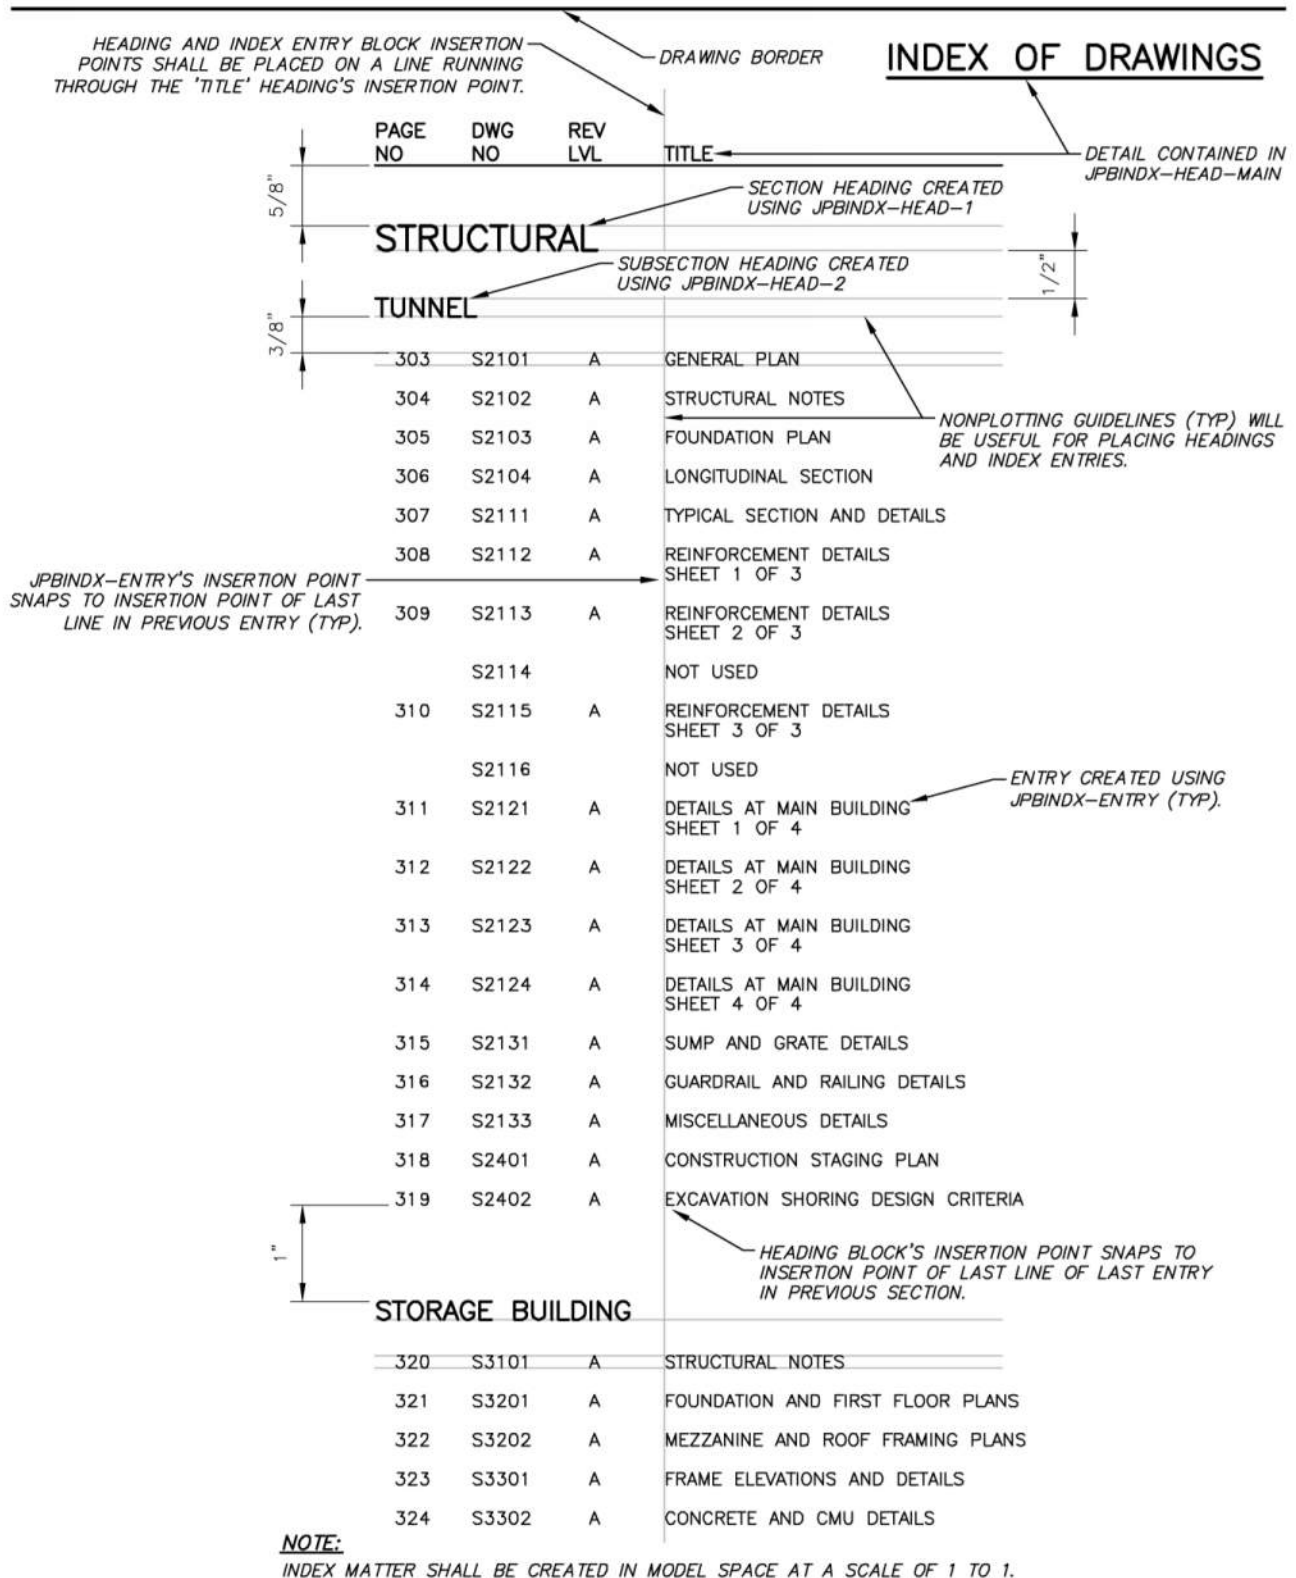 HEADING AND INDEX ENTRY BLOCK INSERTION
POINTS SHALL BE PLACED ON A LINE RUNNING
THROUGH THE 'TITLE' HEADING'S INSERTION POINT.
DRAWING BORDER
INDEX OF DRAWINGS
PAGE DWG REV
NO NO LVL TITLE
DETAIL CONTAINED IN
JPBINDX-HEAD-MAIN
5/8"
SECTION HEADING CREATED
USING JPBINDX-HEAD-1
STRUCTURAL
SUBSECTION HEADING CREATED
USING JPBINDX-HEAD-2
1/2"
TUNNEL
3/8"
303 S2101 A GENERAL PLAN
304 S2102 A STRUCTURAL NOTES
NONPLOTTING GUIDELINES (TYP) WILL
BE USEFUL FOR PLACING HEADINGS
AND INDEX ENTRIES.
305 S2103 A FOUNDATION PLAN
306 S2104 A LONGITUDINAL SECTION
307 S2111 A TYPICAL SECTION AND DETAILS
308 S2112 A REINFORCEMENT DETAILS
SHEET 1 OF 3
JPBINDX-ENTRY'S INSERTION POINT
SNAPS TO INSERTION POINT OF LAST
LINE IN PREVIOUS ENTRY (TYP).
309 S2113 A REINFORCEMENT DETAILS
SHEET 2 OF 3
S2114 NOT USED
310 S2115 A REINFORCEMENT DETAILS
SHEET 3 OF 3
S2116 NOT USED
ENTRY CREATED USING
JPBINDX-ENTRY (TYP).
311 S2121 A DETAILS AT MAIN BUILDING
SHEET 1 OF 4
312 S2122 A DETAILS AT MAIN BUILDING
SHEET 2 OF 4
313 S2123 A DETAILS AT MAIN BUILDING
SHEET 3 OF 4
314 S2124 A DETAILS AT MAIN BUILDING
SHEET 4 OF 4
315 S2131 A SUMP AND GRATE DETAILS
316 S2132 A GUARDRAIL AND RAILING DETAILS
317 S2133 A MISCELLANEOUS DETAILS
318 S2401 A CONSTRUCTION STAGING PLAN
319 S2402 A EXCAVATION SHORING DESIGN CRITERIA
1"
HEADING BLOCK'S INSERTION POINT SNAPS TO
INSERTION POINT OF LAST LINE OF LAST ENTRY
IN PREVIOUS SECTION.
STORAGE BUILDING
320 S3101 A STRUCTURAL NOTES
321 S3201 A FOUNDATION AND FIRST FLOOR PLANS
322 S3202 A MEZZANINE AND ROOF FRAMING PLANS
323 S3301 A FRAME ELEVATIONS AND DETAILS
324 S3302 A CONCRETE AND CMU DETAILS
NOTE:
INDEX MATTER SHALL BE CREATED IN MODEL SPACE AT A SCALE OF 1 TO 1.